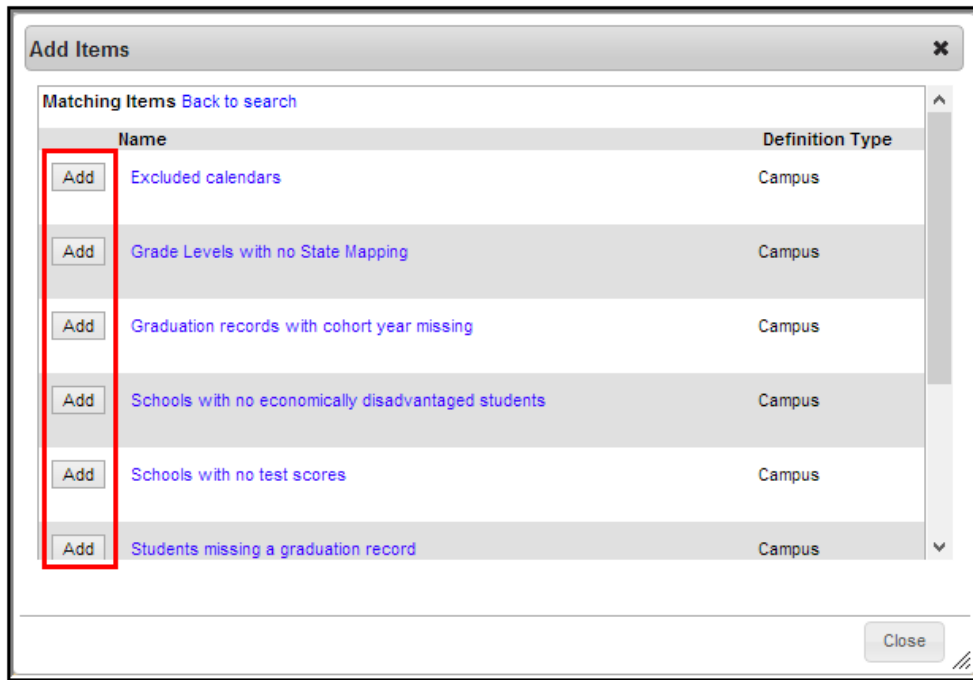 Add Items
Matching Items Back to search
Name Definition Type
Add Excluded calendars Campus
Add Grade Levels with no State Mapping Campus
Add Graduation records with cohort year missing Campus
Add Schools with no economically disadvantaged students Campus
Add Schools with no test scores Campus
Add Students missing a graduation record Campus
Close